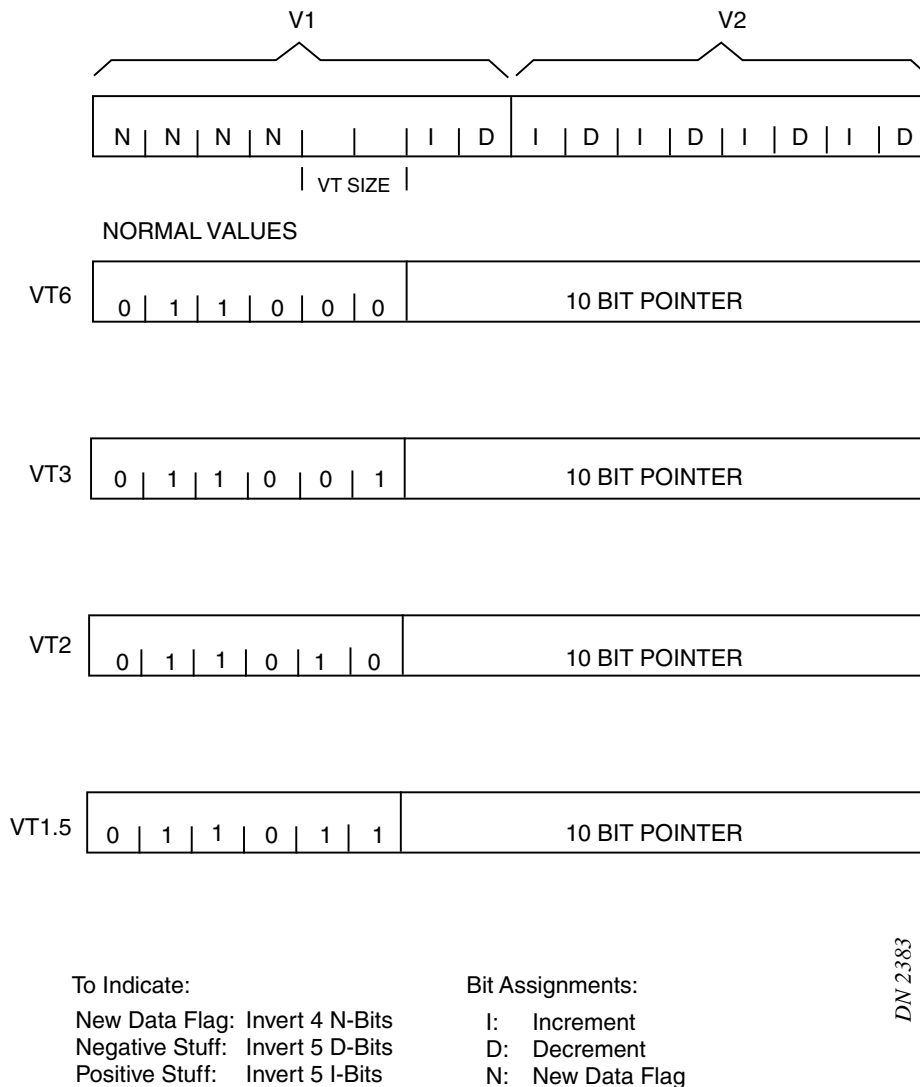 V1 V2
N N N N I D I D I D I D I D
VT SIZE
NORMAL VALUES
VT6 0 1 1 0 0 0 10 BIT POINTER
VT3 0 1 1 0 0 1 10 BIT POINTER
VT2 0 1 1 0 1 0 10 BIT POINTER
VT1.5 0 1 1 0 1 1 10 BIT POINTER
DN 2383
To Indicate: Bit Assignments:
New Data Flag: Invert 4 N-Bits I: Increment
Negative Stuff: Invert 5 D-Bits D: Decrement
Positive Stuff: Invert 5 I-Bits N: New Data Flag